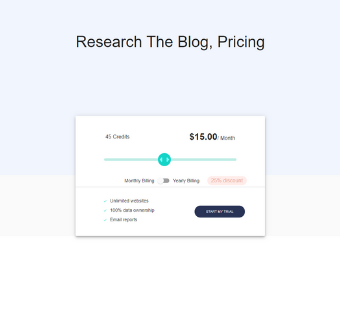 Research The Blog, Pricing
45 Credits
$15.00 / Month
Monthly Billing Yearly Billing 25% discount
Unlimited websites
100% data ownership
Email reports
START MY TRIAL